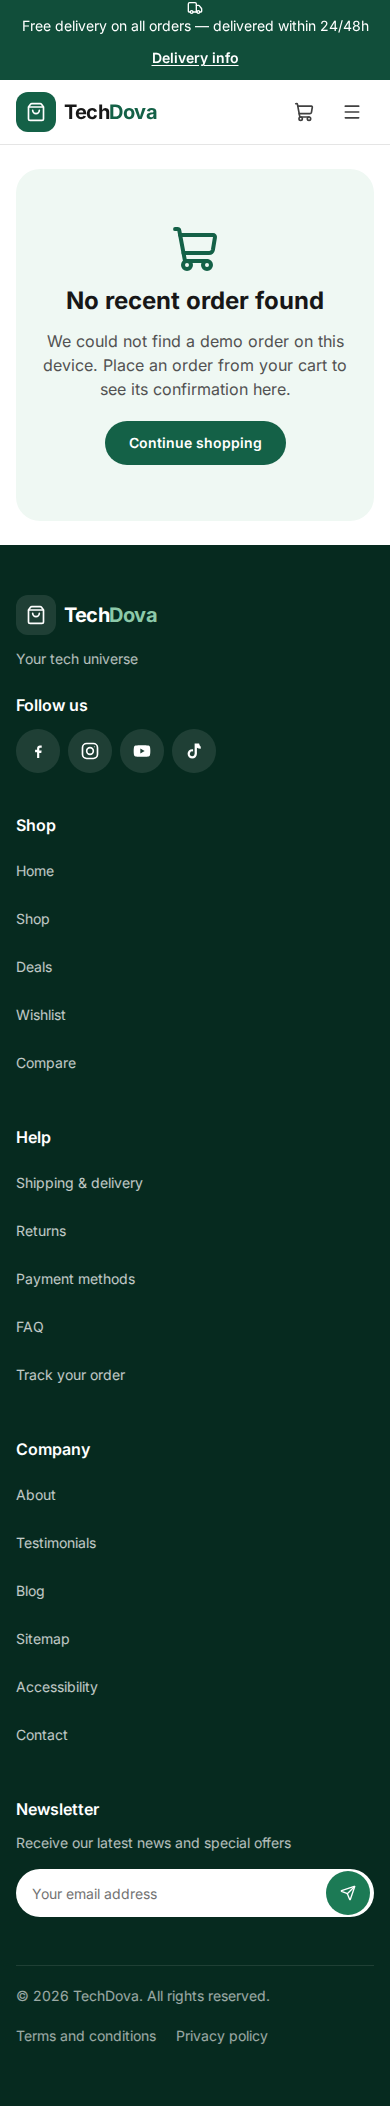 Free delivery on all orders — delivered within 24/48h
Delivery info
TechDova
No recent order found
We could not find a demo order on this
device. Place an order from your cart to
see its confirmation here.
Continue shopping
TechDova
Your tech universe
Follow us
Shop
Home
Shop
Deals
Wishlist
Compare
Help
Shipping & delivery
Returns
Payment methods
FAQ
Track your order
Company
About
Testimonials
Blog
Sitemap
Accessibility
Contact
Newsletter
Receive our latest news and special offers
Your email address
© 2026 TechDova. All rights reserved.
Terms and conditions Privacy policy